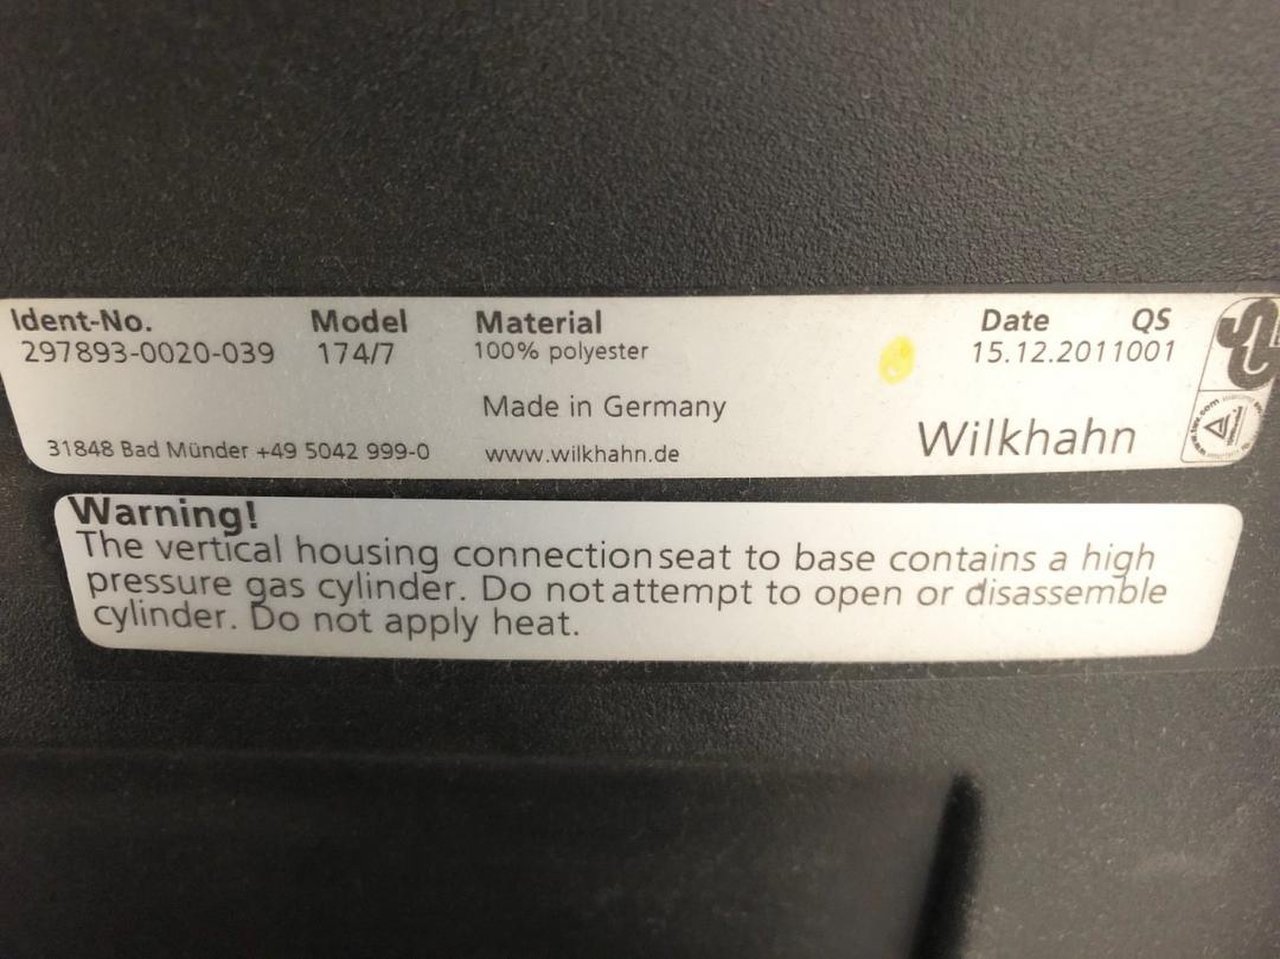 Ident-No. Model Material Date QS
297893-0020-039 174/7 100% polyester 15.12.2011001
Made in Germany
31848 Bad Münder +49 5042 999-0 www.wilkhahn.de Wilkhahn
Warning!
The vertical housing connectionseat to base contains a high
pressure gas cylinder. Do not attempt to open or disassemble
cylinder. Do not apply heat.